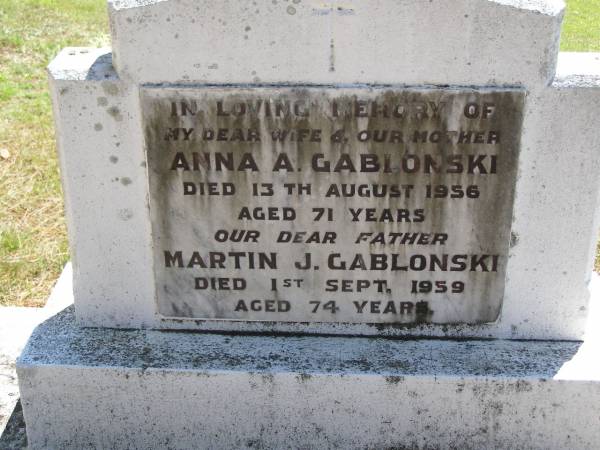 IN LOVING MEMORY OF
MY DEAR WIFE & OUR MOTHER
ANNA A. GABLONSKI
DIED 13TH AUGUST 1956
AGED 71 YEARS
OUR DEAR FATHER
MARTIN J. GABLONSKI
DIED 1ST SEPT. 1959
AGED 74 YEARS.